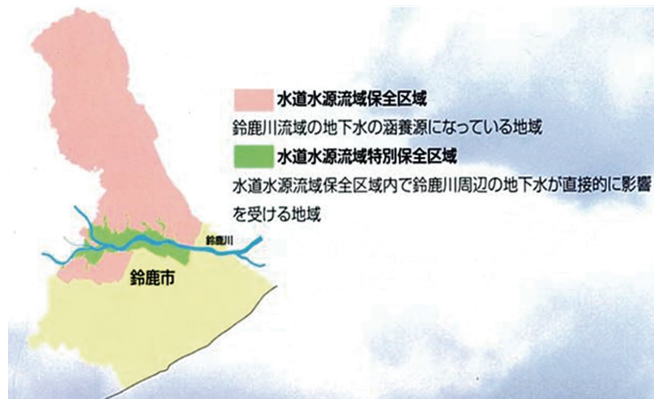 水道水源流域保全区域
鈴鹿川流域の地下水の涵養源になっている地域
水道水源流域特別保全区域
水道水源流域保全区域内で鈴鹿川周辺の地下水が直接的に影響
を受ける地域
鈴鹿川
鈴鹿市